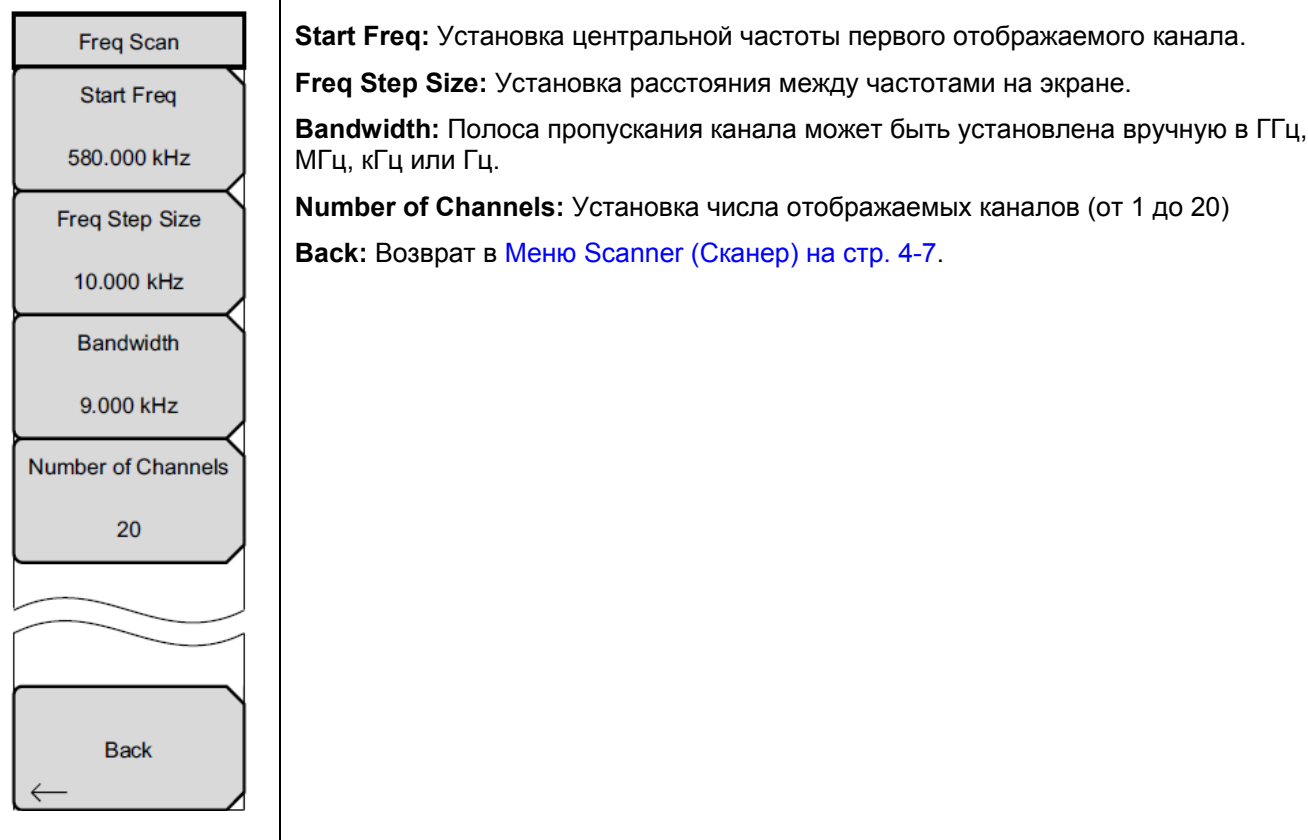 Freq Scan
Start Freq
580.000 kHz
Freq Step Size
10.000 kHz
Bandwidth
9.000 kHz
Number of Channels
20
Back
Start Freq: Установка центральной частоты первого отображаемого канала.
Freq Step Size: Установка расстояния между частотами на экране.
Bandwidth: Полоса пропускания канала может быть установлена вручную в ГГц,
МГц, кГц или Гц.
Number of Channels: Установка числа отображаемых каналов (от 1 до 20)
Back: Возврат в Меню Scanner (Сканер) на стр. 4-7.